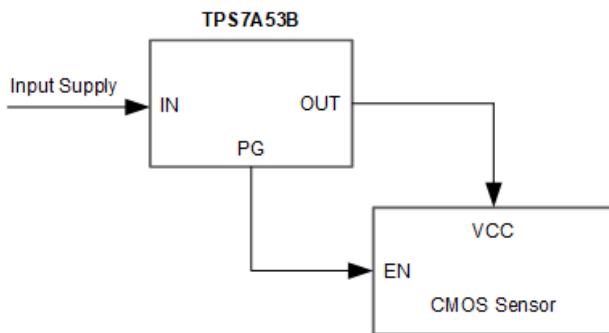 TPS7A53B
Input Supply
IN
OUT
PG
VCC
EN
CMOS Sensor